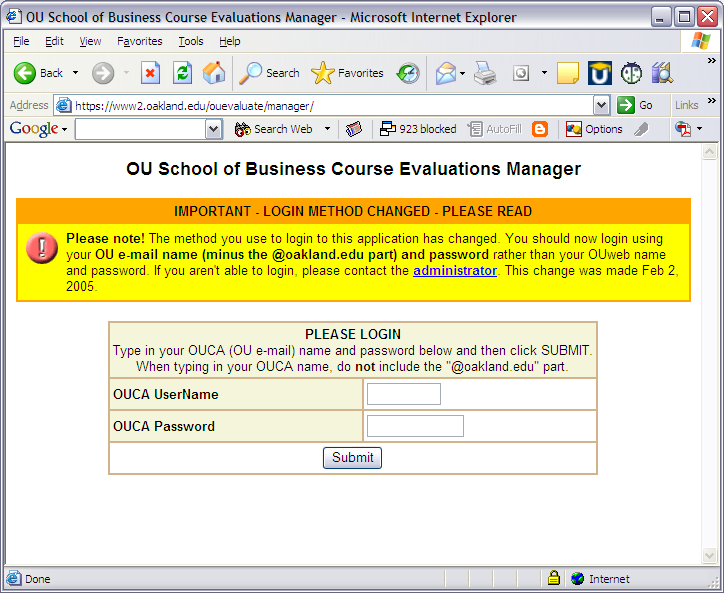 OU School of Business Course Evaluations Manager - Microsoft Internet Explorer
File Edit View Favorites Tools Help
Back Search Favorites
Address https://www2.oakland.edu/ouevaluate/manager/ Go Links
Google Search Web 923 blocked AutoFill Options
OU School of Business Course Evaluations Manager
IMPORTANT - LOGIN METHOD CHANGED - PLEASE READ
Please note! The method you use to login to this application has changed. You should now login using
your OU e-mail name (minus the @oakland.edu part) and password rather than your OUweb name
and password. If you aren't able to login, please contact the administrator. This change was made Feb 2,
2005.
PLEASE LOGIN
Type in your OUCA (OU e-mail) name and password below and then click SUBMIT.
When typing in your OUCA name, do not include the "@oakland.edu" part.
OUCA UserName
OUCA Password
Submit
Done Internet